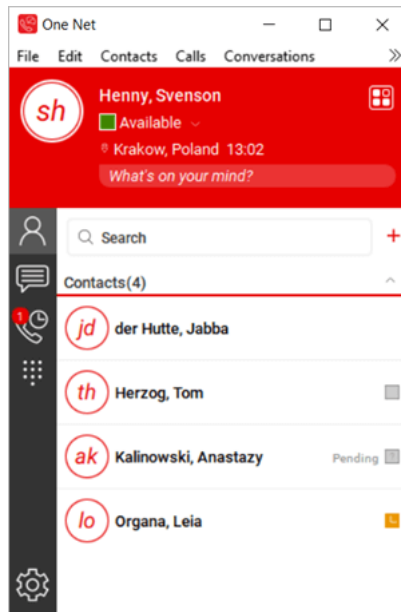 One Net
File Edit Contacts Calls Conversations
sh
Henny, Svenson
Available
Krakow, Poland 13:02
What's on your mind?
Search
Contacts(4)
1
jd der Hutte, Jabba
th Herzog, Tom
ak Kalinowski, Anastazy Pending
lo Organa, Leia